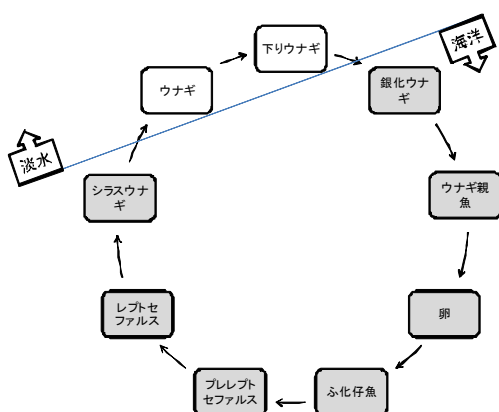 海洋
下りウナギ
ウナギ
銀化ウナ
ギ
淡水
シラスウナ
ギ
ウナギ親
魚
レプトセ
ファルス
卵
プレレプト
セファルス
ふ化仔魚